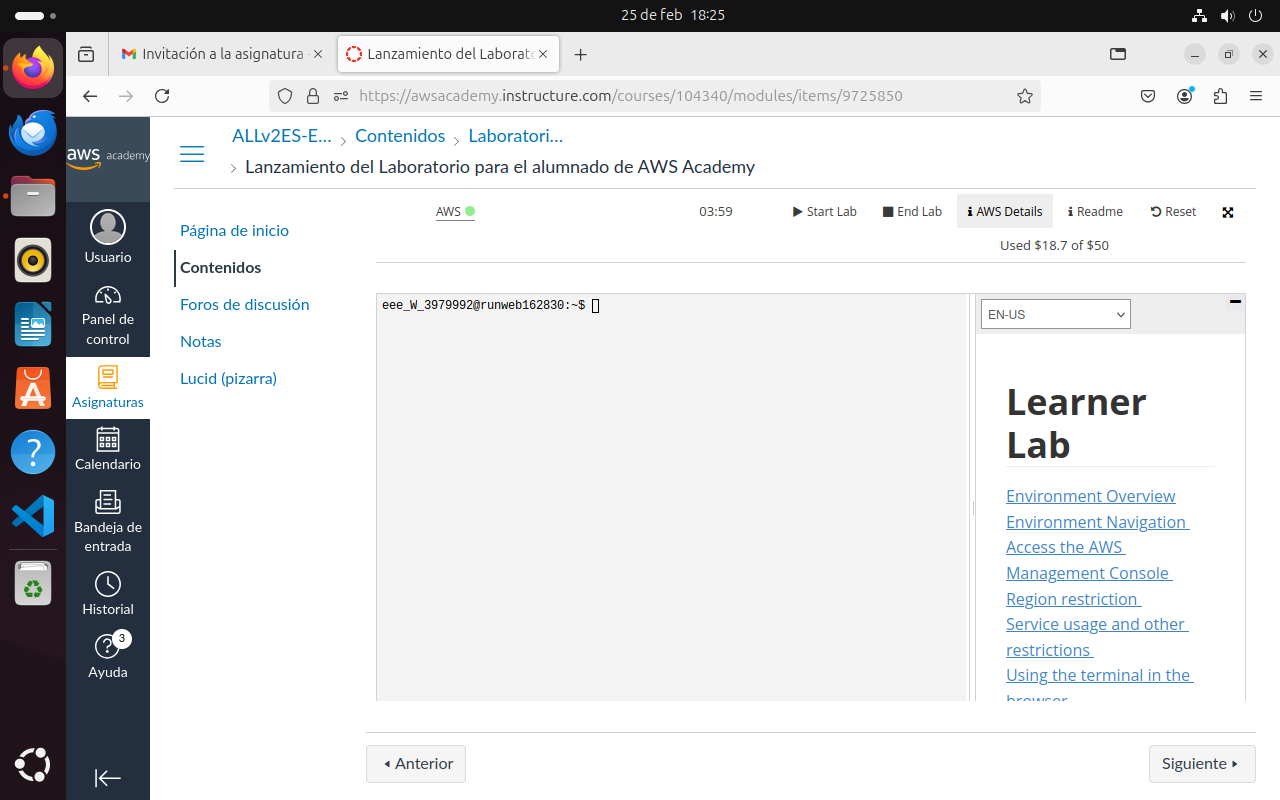 25 de feb 18:25
Invitación a la asignatura
Lanzamiento del Laborato
https://awsacademy.instructure.com/courses/104340/modules/items/9725850
aws academy
ALLv2ES-E...
Contenidos
Laboratori...
Lanzamiento del Laboratorio para el alumnado de AWS Academy
Usuario
Panel de
control
Asignaturas
Calendario
Bandeja de
entrada
Historial
3
Ayuda
Página de inicio
Contenidos
Foros de discusión
Notas
Lucid (pizarra)
AWS
03:59
Start Lab
End Lab
AWS Details
Readme
Reset
Used $18.7 of $50
eee_W_3979992@runweb162830:~$
EN-US
Learner
Lab
Environment Overview
Environment Navigation
Access the AWS
Management Console
Region restriction
Service usage and other
restrictions
Using the terminal in the
browser
Anterior
Siguiente